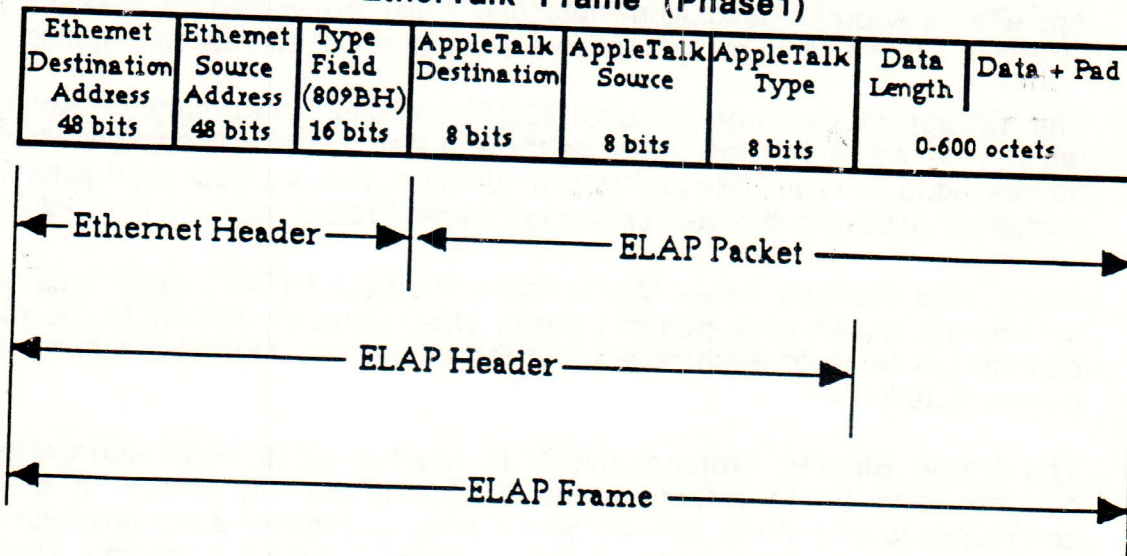 EtherTalk Frame (Phase1)
Ethernet Destination Address 48 bits
Ethernet Source Address 48 bits
Type Field (809BH) 16 bits
AppleTalk Destination 8 bits
AppleTalk Source 8 bits
AppleTalk Type 8 bits
Data Length
Data + Pad
0-600 octets
Ethernet Header
ELAP Packet
ELAP Header
ELAP Frame